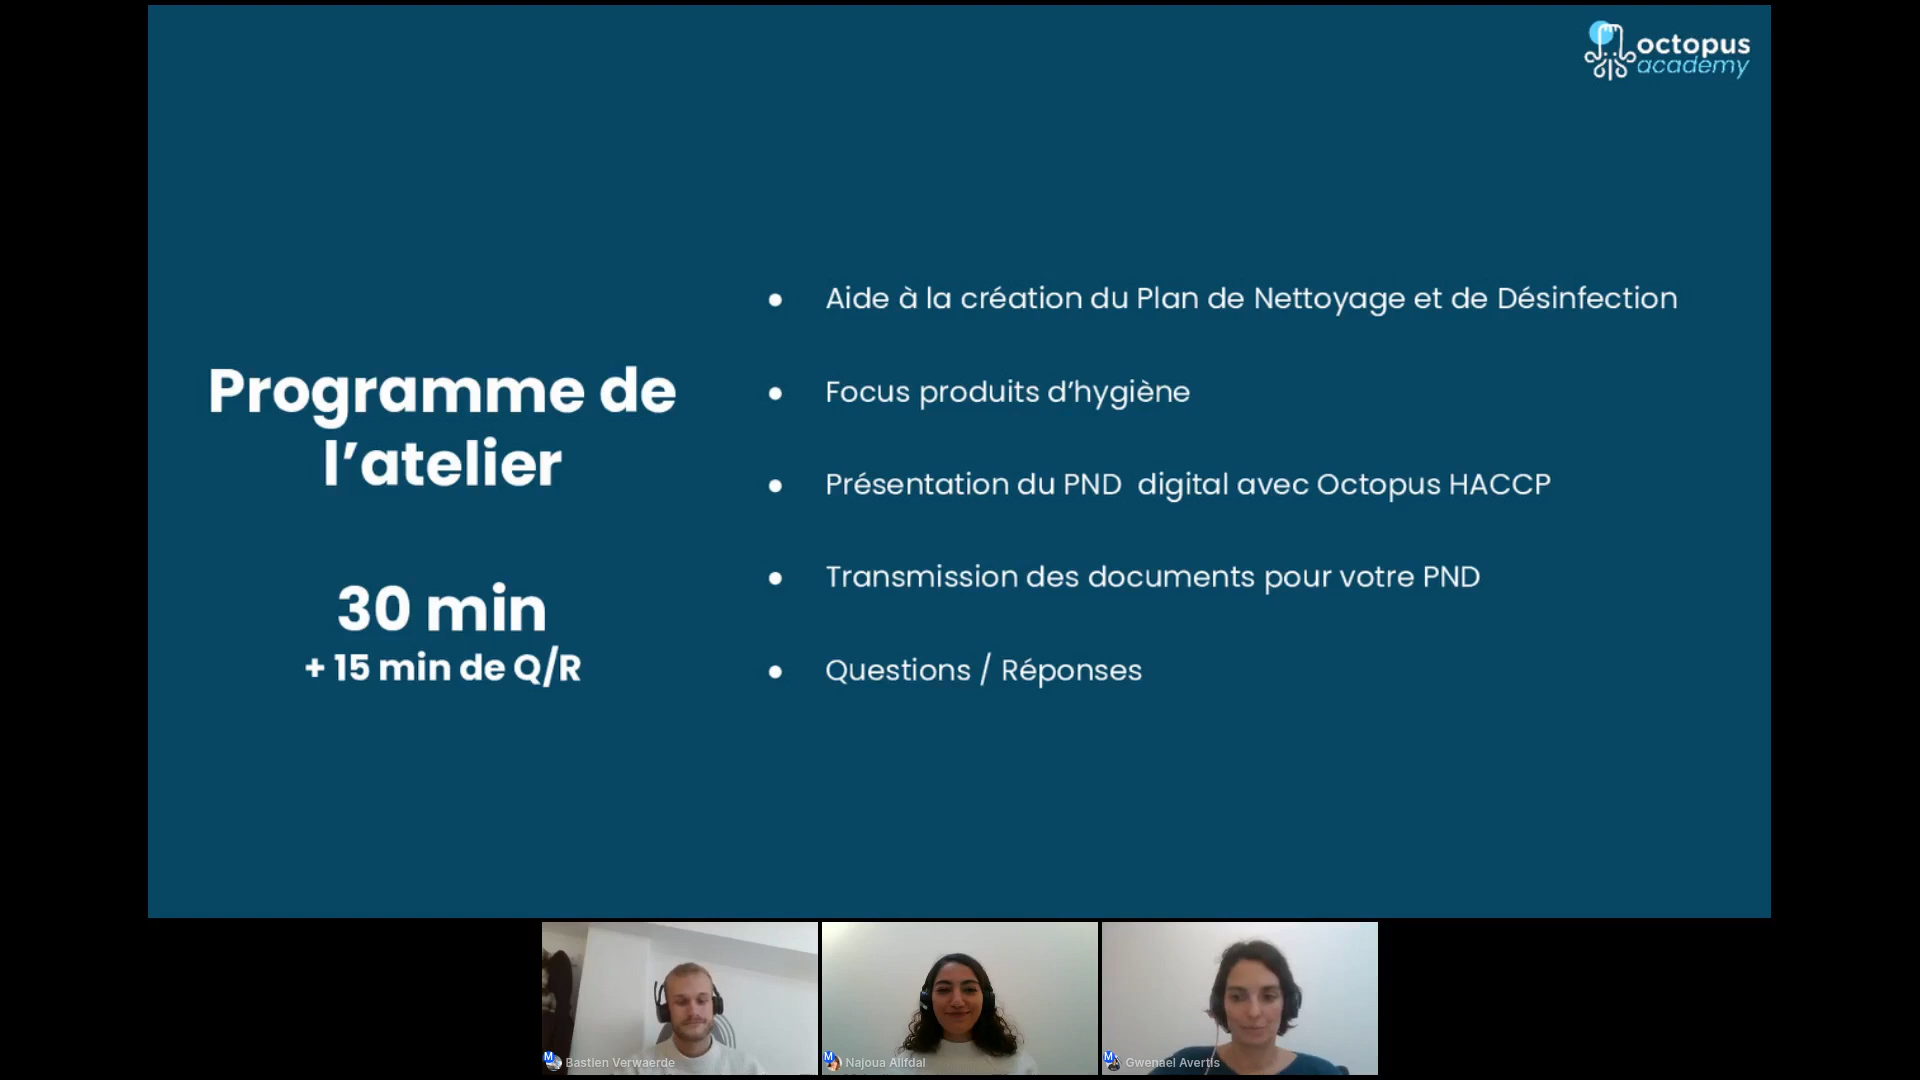 octopus
academy
Programme de
l’atelier
30 min
+ 15 min de Q/R
● Aide à la création du Plan de Nettoyage et de Désinfection
● Focus produits d’hygiène
● Présentation du PND  digital avec Octopus HACCP
● Transmission des documents pour votre PND
● Questions / Réponses
M Bastien Verwaerde
M Najoua Alifdal
M Gwenael Avertis